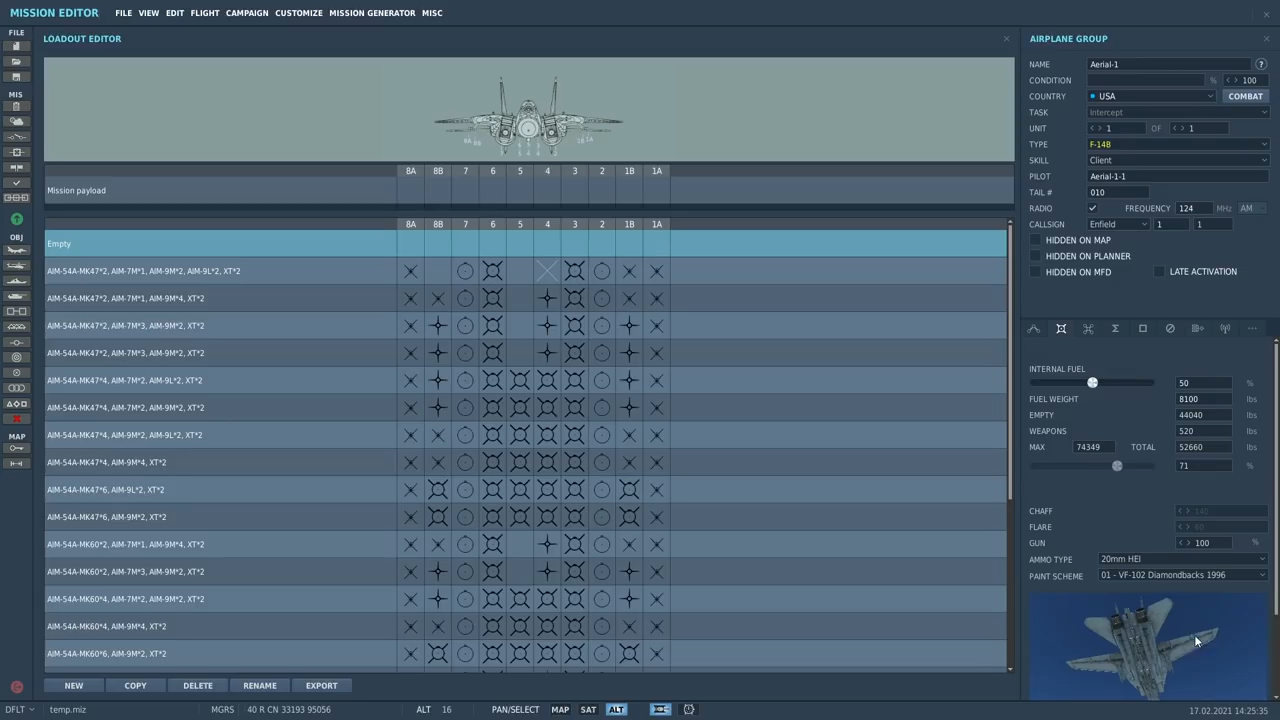 MISSION EDITOR FILE VIEW EDIT FLIGHT CAMPAIGN CUSTOMIZE MISSION GENERATOR MISC
FILE
MIS
OBJ
MAP
LOADOUT EDITOR
8A 8B 7 6 5 4 3 2 1B 1A
Mission payload
8A 8B 7 6 5 4 3 2 1B 1A
Empty
AIM-54A-MK47*2, AIM-7M*1, AIM-9M*2, AIM-9L*2, XT*2
AIM-54A-MK47*2, AIM-7M*1, AIM-9M*4, XT*2
AIM-54A-MK47*2, AIM-7M*3, AIM-9M*2, XT*2
AIM-54A-MK47*2, AIM-7M*3, AIM-9M*2, XT*2
AIM-54A-MK47*4, AIM-7M*2, AIM-9L*2, XT*2
AIM-54A-MK47*4, AIM-7M*2, AIM-9M*2, XT*2
AIM-54A-MK47*4, AIM-9M*2, AIM-9L*2, XT*2
AIM-54A-MK47*4, AIM-9M*4, XT*2
AIM-54A-MK47*6, AIM-9L*2, XT*2
AIM-54A-MK47*6, AIM-9M*2, XT*2
AIM-54A-MK60*2, AIM-7M*1, AIM-9M*4, XT*2
AIM-54A-MK60*2, AIM-7M*3, AIM-9M*2, XT*2
AIM-54A-MK60*4, AIM-7M*2, AIM-9M*2, XT*2
AIM-54A-MK60*4, AIM-9M*4, XT*2
AIM-54A-MK60*6, AIM-9M*2, XT*2
NEW COPY DELETE RENAME EXPORT
AIRPLANE GROUP
NAME Aerial-1 ?
CONDITION % 100
COUNTRY USA COMBAT
TASK Intercept
UNIT 1 OF 1
TYPE F-14B
SKILL Client
PILOT Aerial-1-1
TAIL # 010
RADIO FREQUENCY 124 MHz AM
CALLSIGN Enfield 1 1
HIDDEN ON MAP
HIDDEN ON PLANNER
HIDDEN ON MFD LATE ACTIVATION
INTERNAL FUEL
50 %
FUEL WEIGHT 8100 lbs
EMPTY 44040 lbs
WEAPONS 520 lbs
MAX 74349 TOTAL 52660 lbs
71 %
CHAFF 140
FLARE 60
GUN 100 %
AMMO TYPE 20mm HEI
PAINT SCHEME 01 - VF-102 Diamondbacks 1996
DFLT temp.miz MGRS 40 R CN 33193 95056 ALT 16 PAN/SELECT MAP SAT ALT 17.02.2021 14:25:35